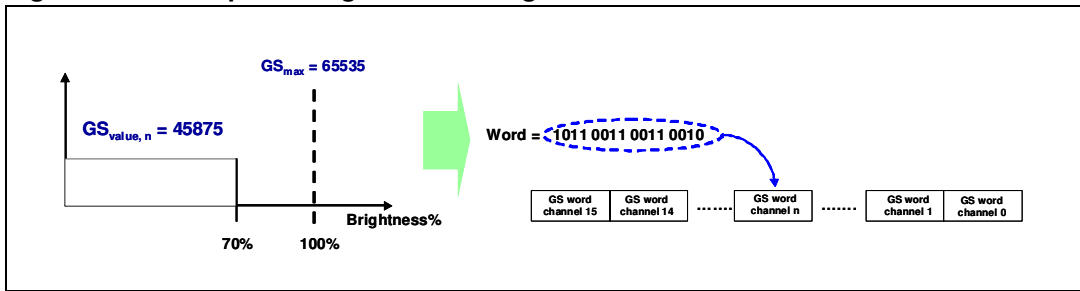 GSmax = 65535
GSvalue, n = 45875
Brightness%
70%
100%
Word = 1011 0011 0011 0010
GS word
channel 15
GS word
channel 14
........
GS word
channel n
.......
GS word
channel 1
GS word
channel 0